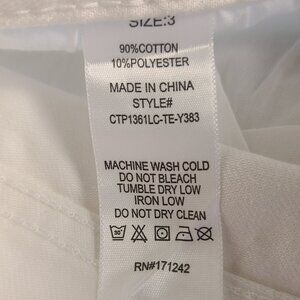 SIZE:3
90%COTTON
10%POLYESTER
MADE IN CHINA
STYLE#
CTP1361LC-TE-Y383
MACHINE WASH COLD
DO NOT BLEACH
TUMBLE DRY LOW
IRON LOW
DO NOT DRY CLEAN
RN#171242